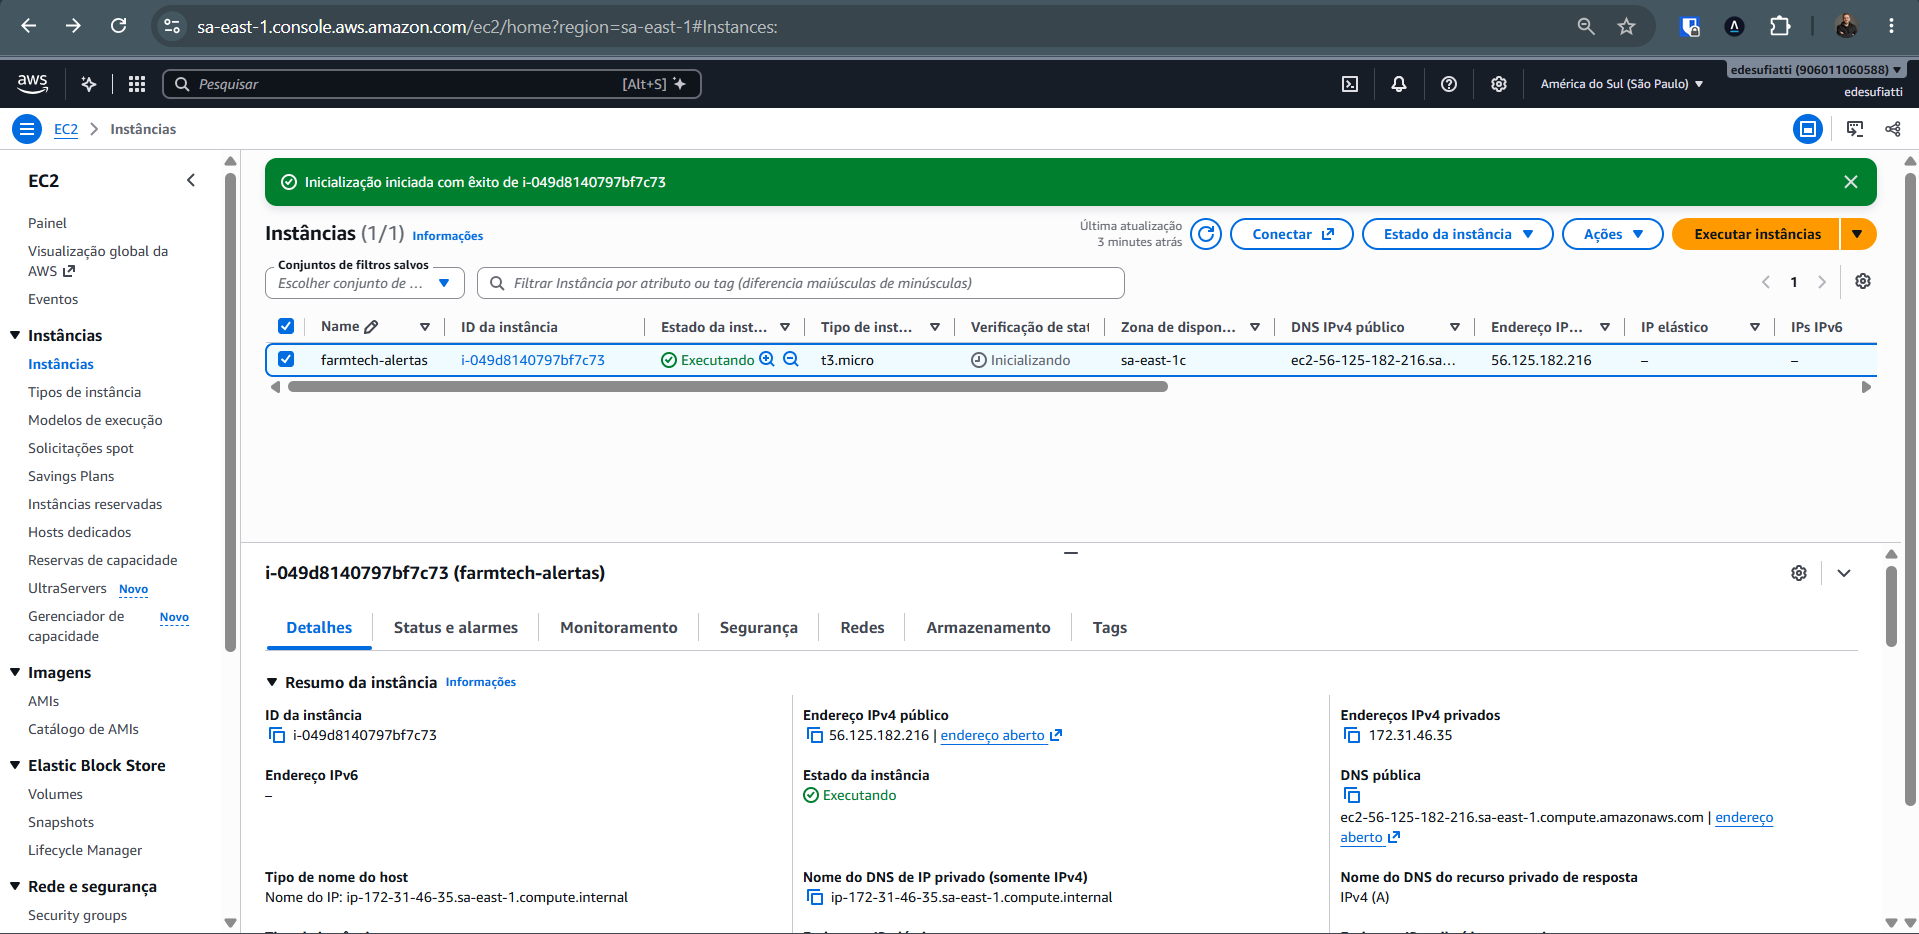 sa-east-1.console.aws.amazon.com/ec2/home?region=sa-east-1#Instances:
aws
Pesquisar
[Alt+S]
América do Sul (São Paulo)
edesufiatti (906011060588)
edesufiatti
EC2
Instâncias
EC2
Painel
Visualização global da
AWS
Eventos
Instâncias
Instâncias
Tipos de instância
Modelos de execução
Solicitações spot
Savings Plans
Instâncias reservadas
Hosts dedicados
Reservas de capacidade
UltraServers Novo
Gerenciador de Novo
capacidade
Imagens
AMIs
Catálogo de AMIs
Elastic Block Store
Volumes
Snapshots
Lifecycle Manager
Rede e segurança
Security groups
Inicialização iniciada com êxito de i-049d8140797bf7c73
Instâncias (1/1) Informações
Última atualização
3 minutes atrás
Conectar
Estado da instância
Ações
Executar instâncias
Conjuntos de filtros salvos
Escolher conjunto de ...
Filtrar Instância por atributo ou tag (diferencia maiúsculas de minúsculas)
1
Name ID da instância Estado da inst... Tipo de inst... Verificação de stat Zona de dispon... DNS IPv4 público Endereço IP... IP elástico IPs IPv6
farmtech-alertas i-049d8140797bf7c73 Executando t3.micro Inicializando sa-east-1c ec2-56-125-182-216.sa... 56.125.182.216 – –
i-049d8140797bf7c73 (farmtech-alertas)
Detalhes Status e alarmes Monitoramento Segurança Redes Armazenamento Tags
Resumo da instância Informações
ID da instância
i-049d8140797bf7c73
Endereço IPv4 público
56.125.182.216 | endereço aberto
Endereços IPv4 privados
172.31.46.35
Endereço IPv6
–
Estado da instância
Executando
DNS pública
ec2-56-125-182-216.sa-east-1.compute.amazonaws.com | endereço
aberto
Tipo de nome do host
Nome do IP: ip-172-31-46-35.sa-east-1.compute.internal
Nome do DNS de IP privado (somente IPv4)
ip-172-31-46-35.sa-east-1.compute.internal
Nome do DNS do recurso privado de resposta
IPv4 (A)